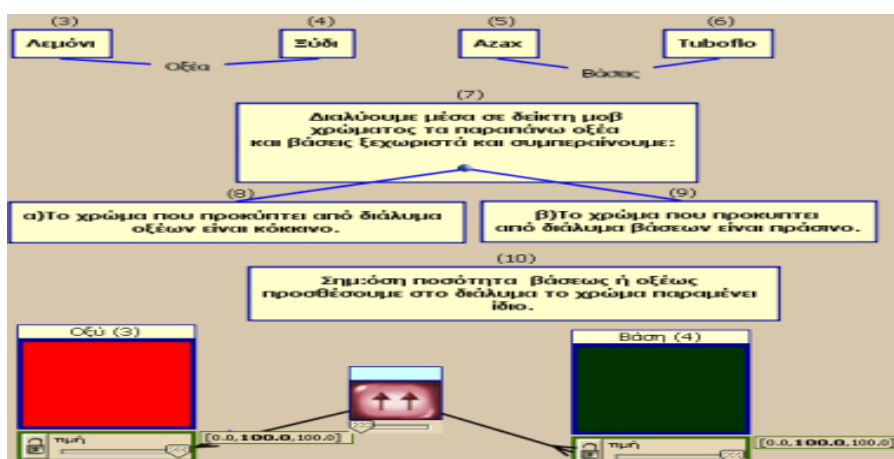 (3) (4) (5) (6)
Λεμόνι Ξύδι Azax Tuboflo
Οξέα Βάσεις
(7)
Διαλύουμε μέσα σε δείκτη μοβ
χρώματος τα παραπάνω οξέα
και βάσεις ξεχωριστά και συμπεραίνουμε:
(8) (9)
α)Το χρώμα που προκύπτει από διάλυμα
οξέων είναι κόκκινο.
β)Το χρώμα που προκυπτει
από διάλυμα βάσεων είναι πράσινο.
(10)
Σημ:όση ποσότητα βάσεως ή οξέως
προσθέσουμε στο διάλυμα το χρώμα παραμένει
ίδιο.
Οξύ (3) Βάση (4)
τιμή [0.0,100.0,100.0]
τιμή [0.0,100.0,100.0]